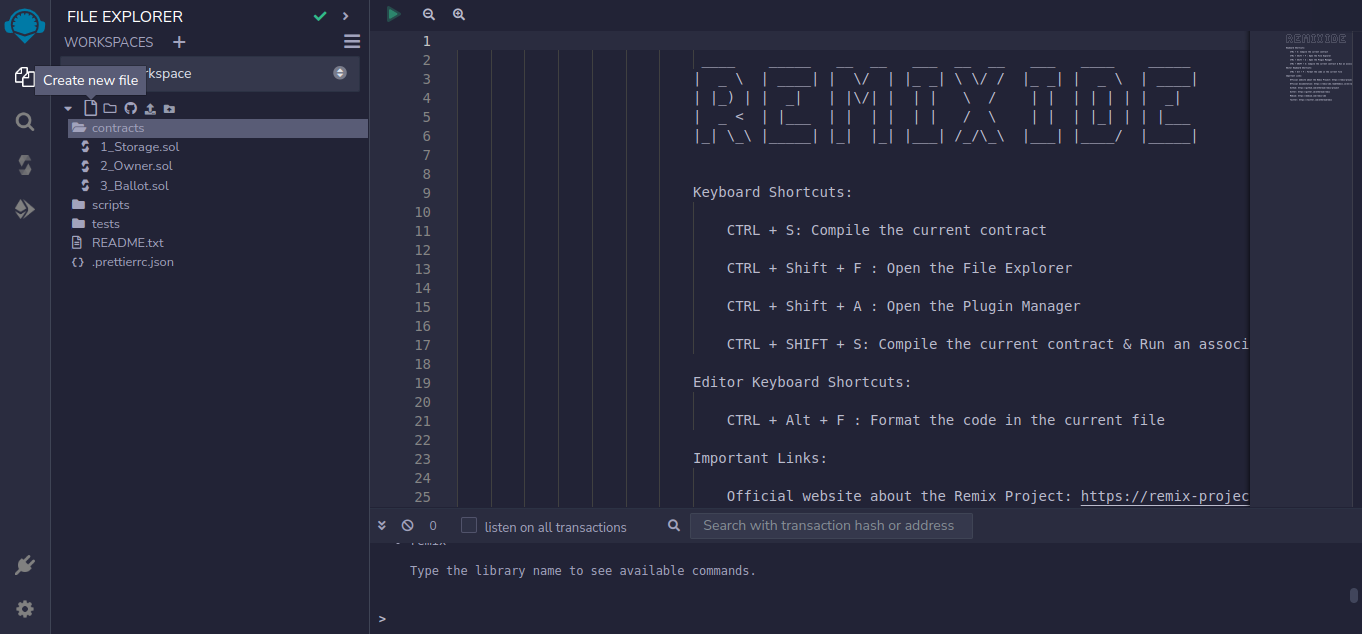 FILE EXPLORER
WORKSPACES
Create new file
kspace
contracts
1_Storage.sol
2_Owner.sol
3_Ballot.sol
scripts
tests
README.txt
.prettierrc.json
1
2
3
4
5
6
7
8
9 Keyboard Shortcuts:
10
11 CTRL + S: Compile the current contract
12
13 CTRL + Shift + F : Open the File Explorer
14
15 CTRL + Shift + A : Open the Plugin Manager
16
17 CTRL + SHIFT + S: Compile the current contract & Run an associ
18
19 Editor Keyboard Shortcuts:
20
21 CTRL + Alt + F : Format the code in the current file
22
23 Important Links:
24
25 Official website about the Remix Project: https://remix-projec
REMIX IDE
REMIXIDE
0 listen on all transactions Search with transaction hash or address
remix
Type the library name to see available commands.
>